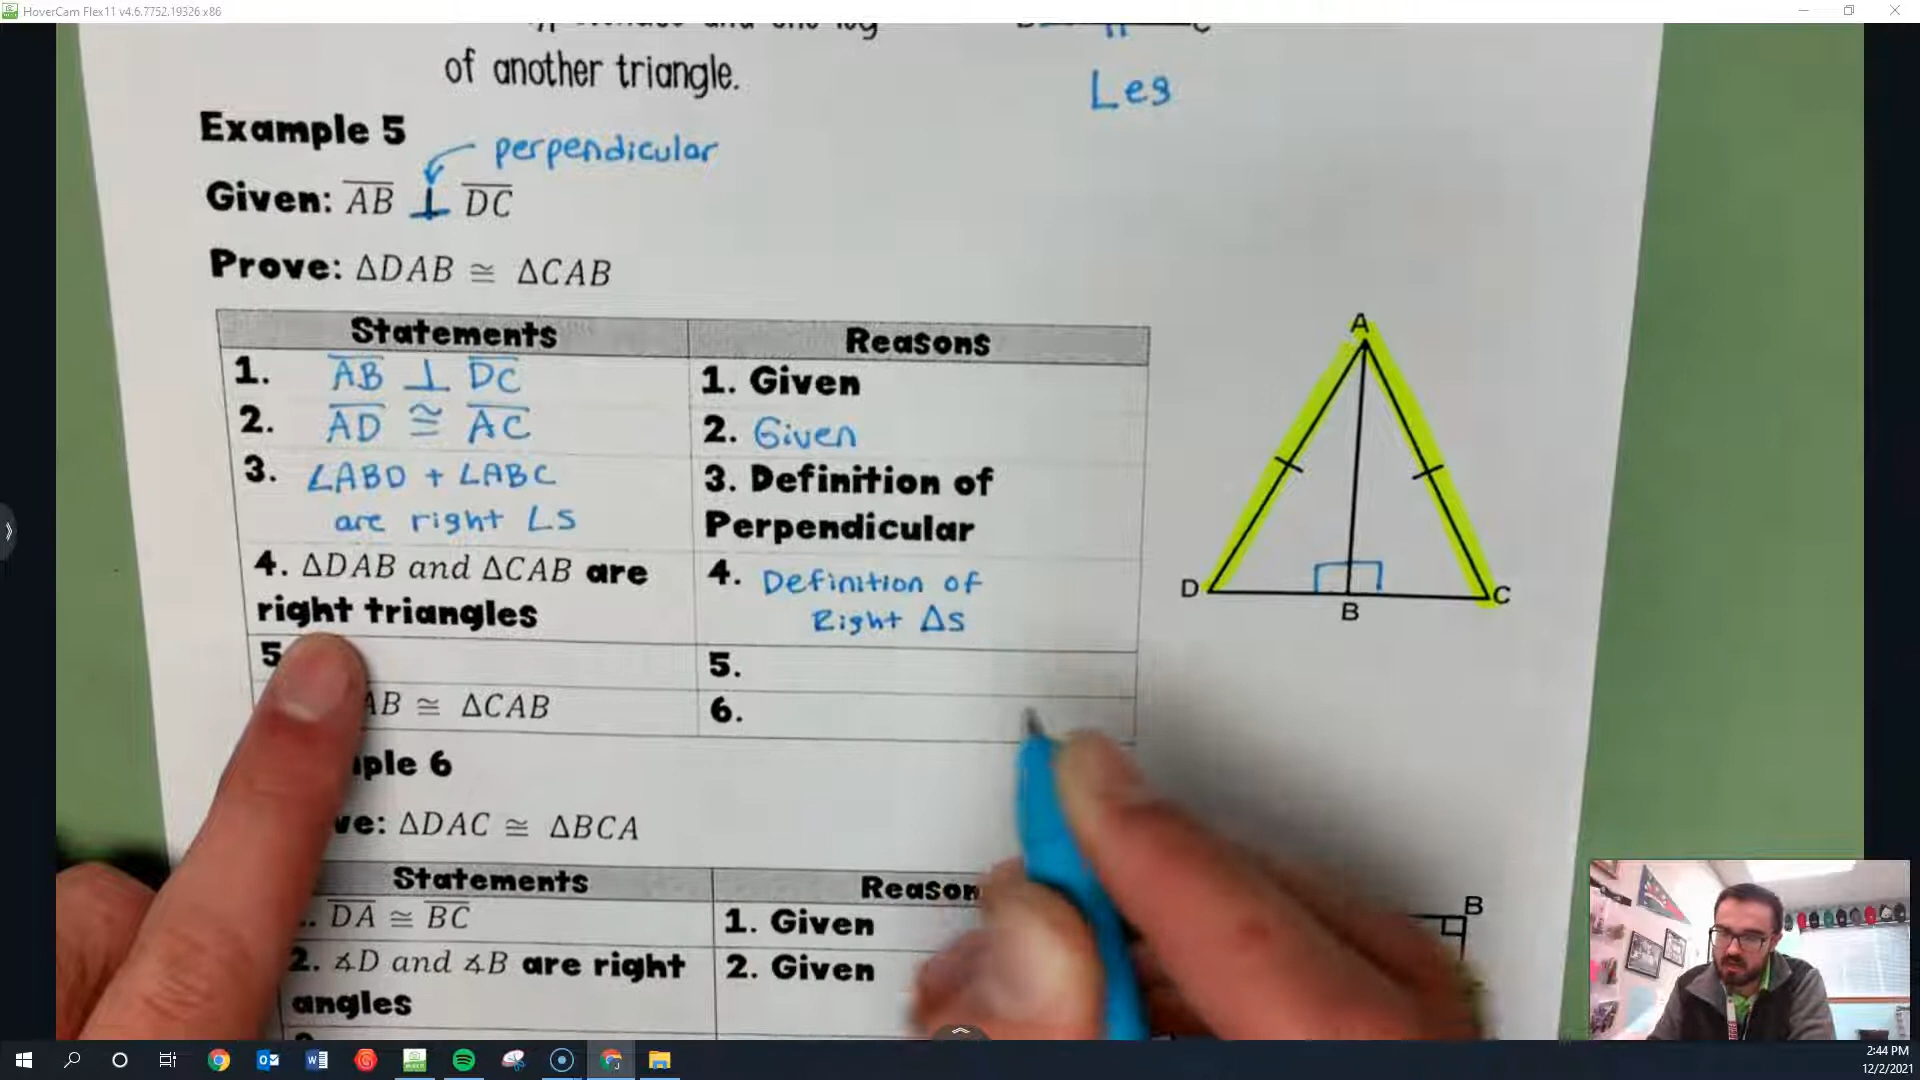 HoverCam Flex11 v4.6.7752.19326 x86
of another triangle.
Leg
Example 5
perpendicular
Given: AB ⊥ DC
Prove: ΔDAB ≅ ΔCAB
Statements Reasons
1. AB ⊥ DC 1. Given
2. AD ≅ AC 2. Given
3. ∠ABD + ∠ABC 3. Definition of
are right ∠s Perpendicular
4. ΔDAB and ΔCAB are 4. Definition of
right triangles Right Δs
5 5.
AB ≅ ΔCAB 6.
A
D B C
ple 6
ve: ΔDAC ≅ ΔBCA
Statements Reason
DA ≅ BC 1. Given
2. ∡D and ∡B are right 2. Given
angles
B
2:44 PM
12/2/2021